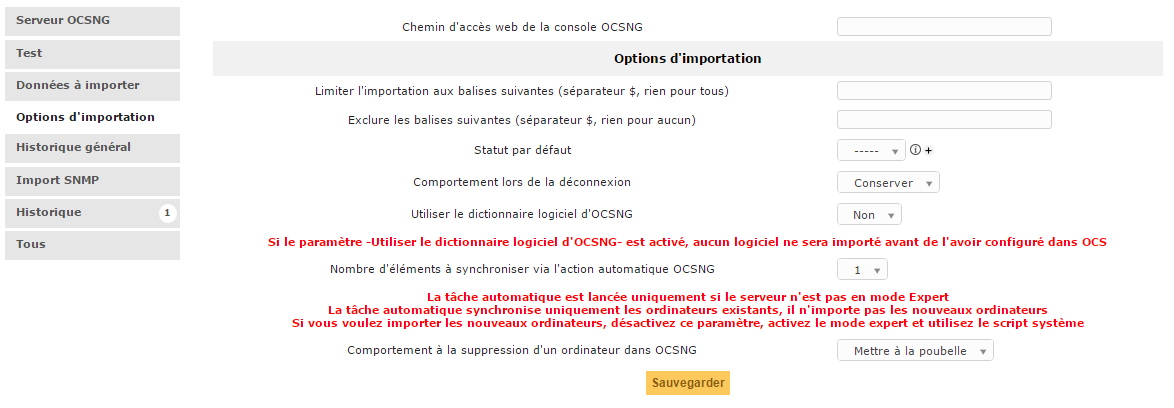 Serveur OCSNG
Test
Données à importer
Options d'importation
Historique général
Import SNMP
Historique 1
Tous
Chemin d'accès web de la console OCSNG
Options d'importation
Limiter l'importation aux balises suivantes (séparateur $, rien pour tous)
Exclure les balises suivantes (séparateur $, rien pour aucun)
Statut par défaut ----- +
Comportement lors de la déconnexion Conserver
Utiliser le dictionnaire logiciel d'OCSNG Non
Si le paramètre -Utiliser le dictionnaire logiciel d'OCSNG- est activé, aucun logiciel ne sera importé avant de l'avoir configuré dans OCS
Nombre d'éléments à synchroniser via l'action automatique OCSNG 1
La tâche automatique est lancée uniquement si le serveur n'est pas en mode Expert
La tâche automatique synchronise uniquement les ordinateurs existants, il n'importe pas les nouveaux ordinateurs
Si vous voulez importer les nouveaux ordinateurs, désactivez ce paramètre, activez le mode expert et utilisez le script système
Comportement à la suppression d'un ordinateur dans OCSNG Mettre à la poubelle
Sauvegarder